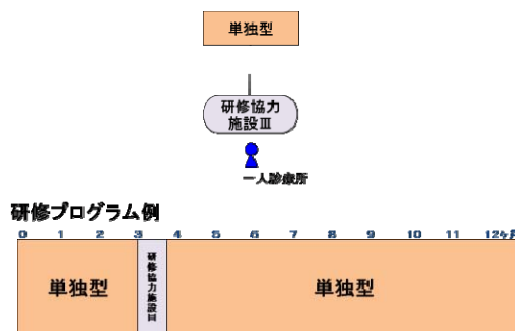 単独型
研修協力
施設Ⅲ
一人診療所
研修プログラム例
0 1 2 3 4 5 6 7 8 9 10 11 12ヶ月
単独型
研修協力施設Ⅲ
単独型